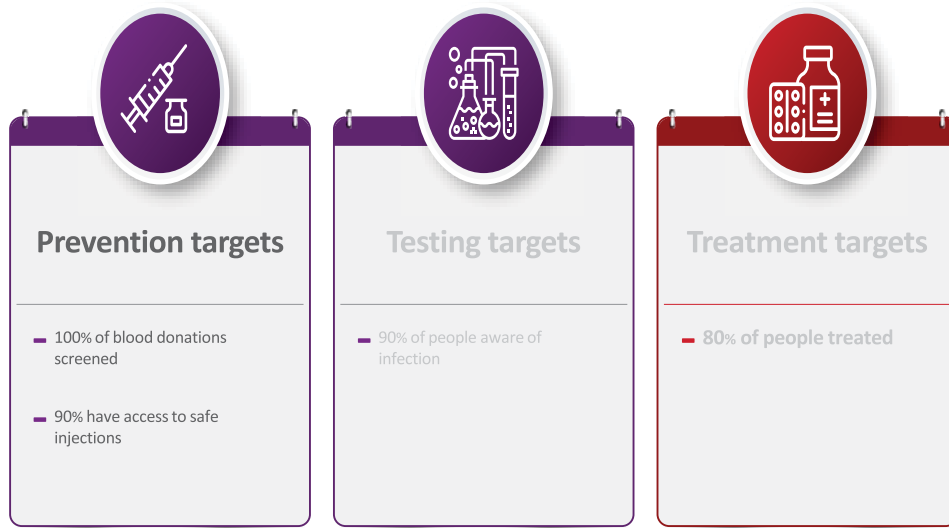 Prevention targets
100% of blood donations
screened
90% have access to safe
injections
Testing targets
90% of people aware of
infection
Treatment targets
80% of people treated